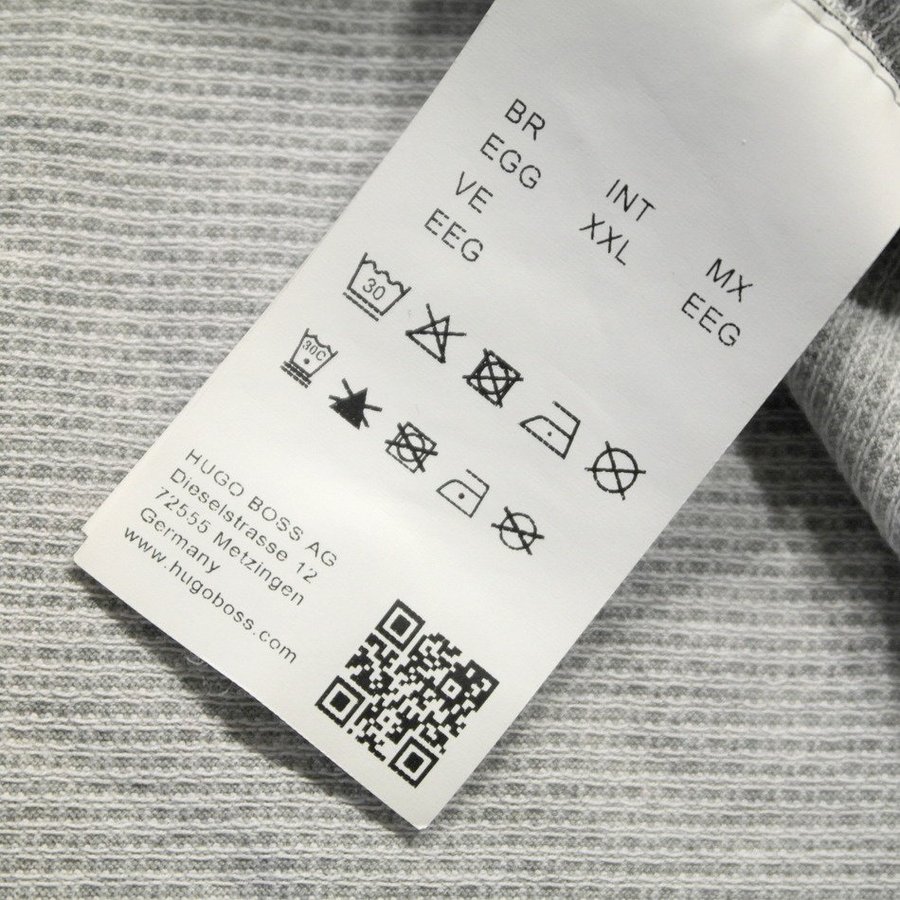 BR
EGG
VE
EEG
INT
XXL
MX
EEG
30
30C
HUGO BOSS AG
Dieselstrasse 12
72555 Metzingen
Germany
www.hugoboss.com